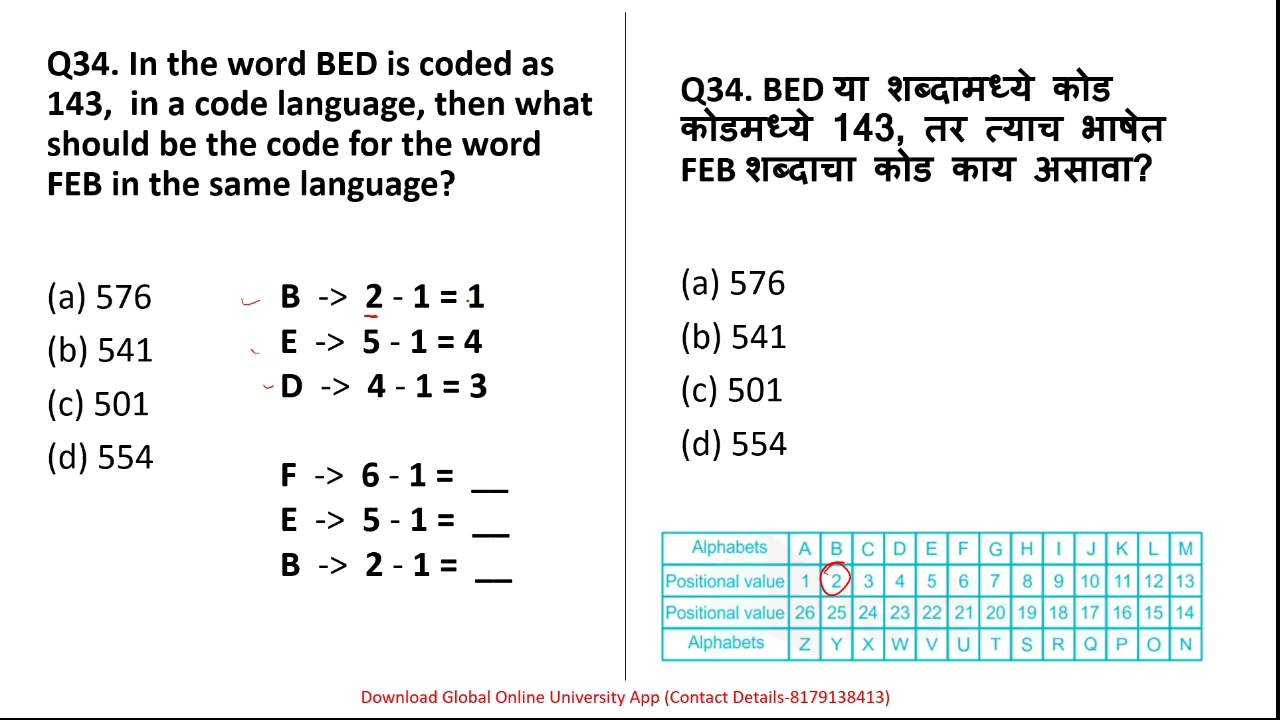 Q34. In the word BED is coded as
143, in a code language, then what
should be the code for the word
FEB in the same language?
(a) 576
(b) 541
(c) 501
(d) 554
B -> 2 - 1 = 1
E -> 5 - 1 = 4
D -> 4 - 1 = 3
F -> 6 - 1 = __
E -> 5 - 1 = __
B -> 2 - 1 = __
Q34. BED या शब्दामध्ये कोड
कोडमध्ये 143, तर त्याच भाषेत
FEB शब्दाचा कोड काय असावा?
(a) 576
(b) 541
(c) 501
(d) 554
Alphabets A B C D E F G H I J K L M
Positional value 1 2 3 4 5 6 7 8 9 10 11 12 13
Positional value 26 25 24 23 22 21 20 19 18 17 16 15 14
Alphabets Z Y X W V U T S R Q P O N
Download Global Online University App (Contact Details-8179138413)